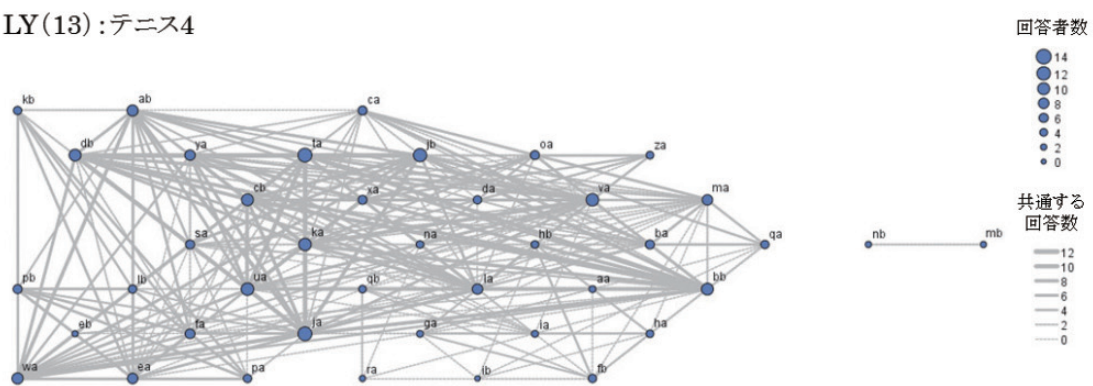 LY(13):テニス4
回答者数
14
12
10
8
6
4
2
0
kb ab ca
db ya ta jb oa za
cb xa da va ma
sa ka na hb ba qa nb mb
pb lb ua qb la aa bb
eb fa ja ga ia ha
wa ea pa ra ib fb
共通する
回答数
12
10
8
6
4
2
0